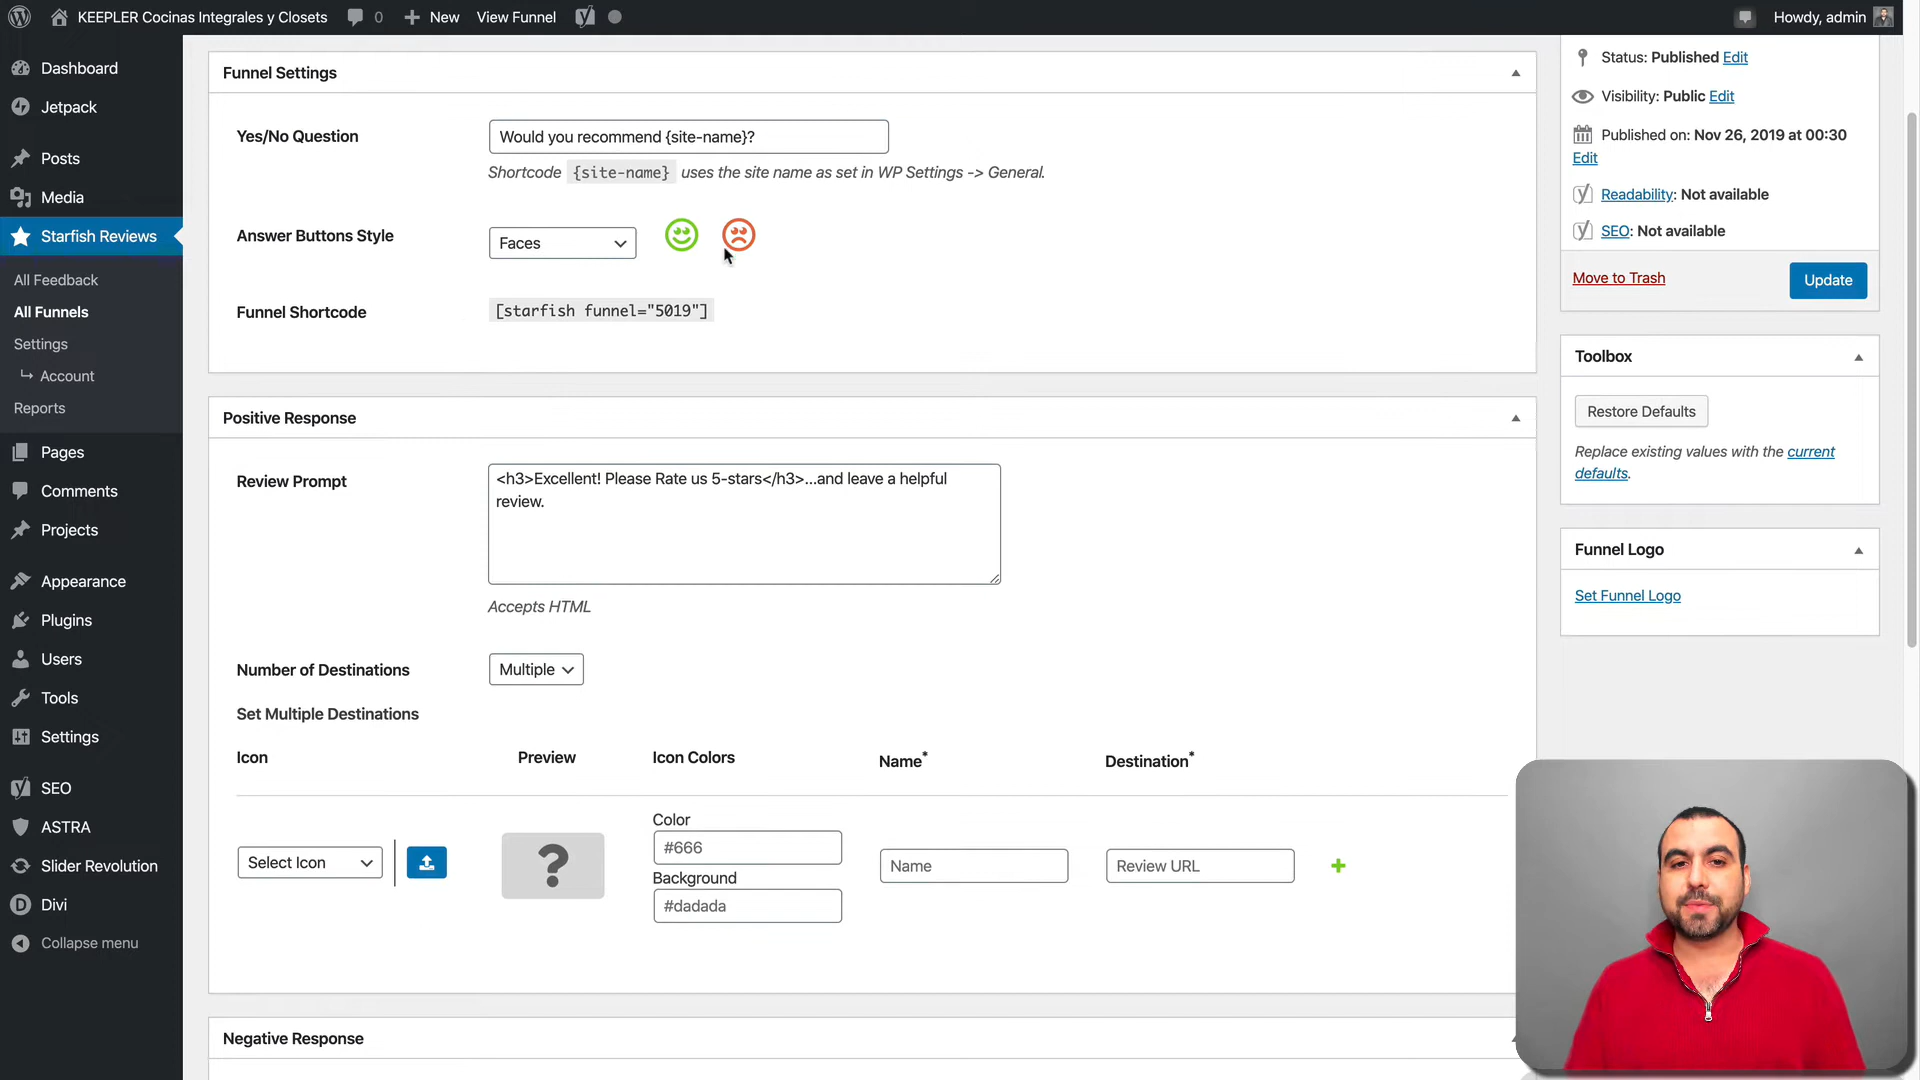 KEEPLER Cocinas Integrales y Closets 0 New View Funnel Howdy, admin
Dashboard
Jetpack
Posts
Media
Starfish Reviews
All Feedback
All Funnels
Settings
Account
Reports
Pages
Comments
Projects
Appearance
Plugins
Users
Tools
Settings
SEO
ASTRA
Slider Revolution
Divi
Collapse menu
Funnel Settings
Yes/No Question
Would you recommend {site-name}?
Shortcode {site-name} uses the site name as set in WP Settings -> General.
Answer Buttons Style
Faces
Funnel Shortcode
[starfish funnel="5019"]
Positive Response
Review Prompt
<h3>Excellent! Please Rate us 5-stars</h3>...and leave a helpful
review.
Accepts HTML
Number of Destinations
Multiple
Set Multiple Destinations
Icon Preview Icon Colors Name* Destination*
Select Icon
?
Color
#666
Background
#dadada
Name
Review URL
Negative Response
Status: Published Edit
Visibility: Public Edit
Published on: Nov 26, 2019 at 00:30
Edit
Readability: Not available
SEO: Not available
Move to Trash
Update
Toolbox
Restore Defaults
Replace existing values with the current
defaults.
Funnel Logo
Set Funnel Logo